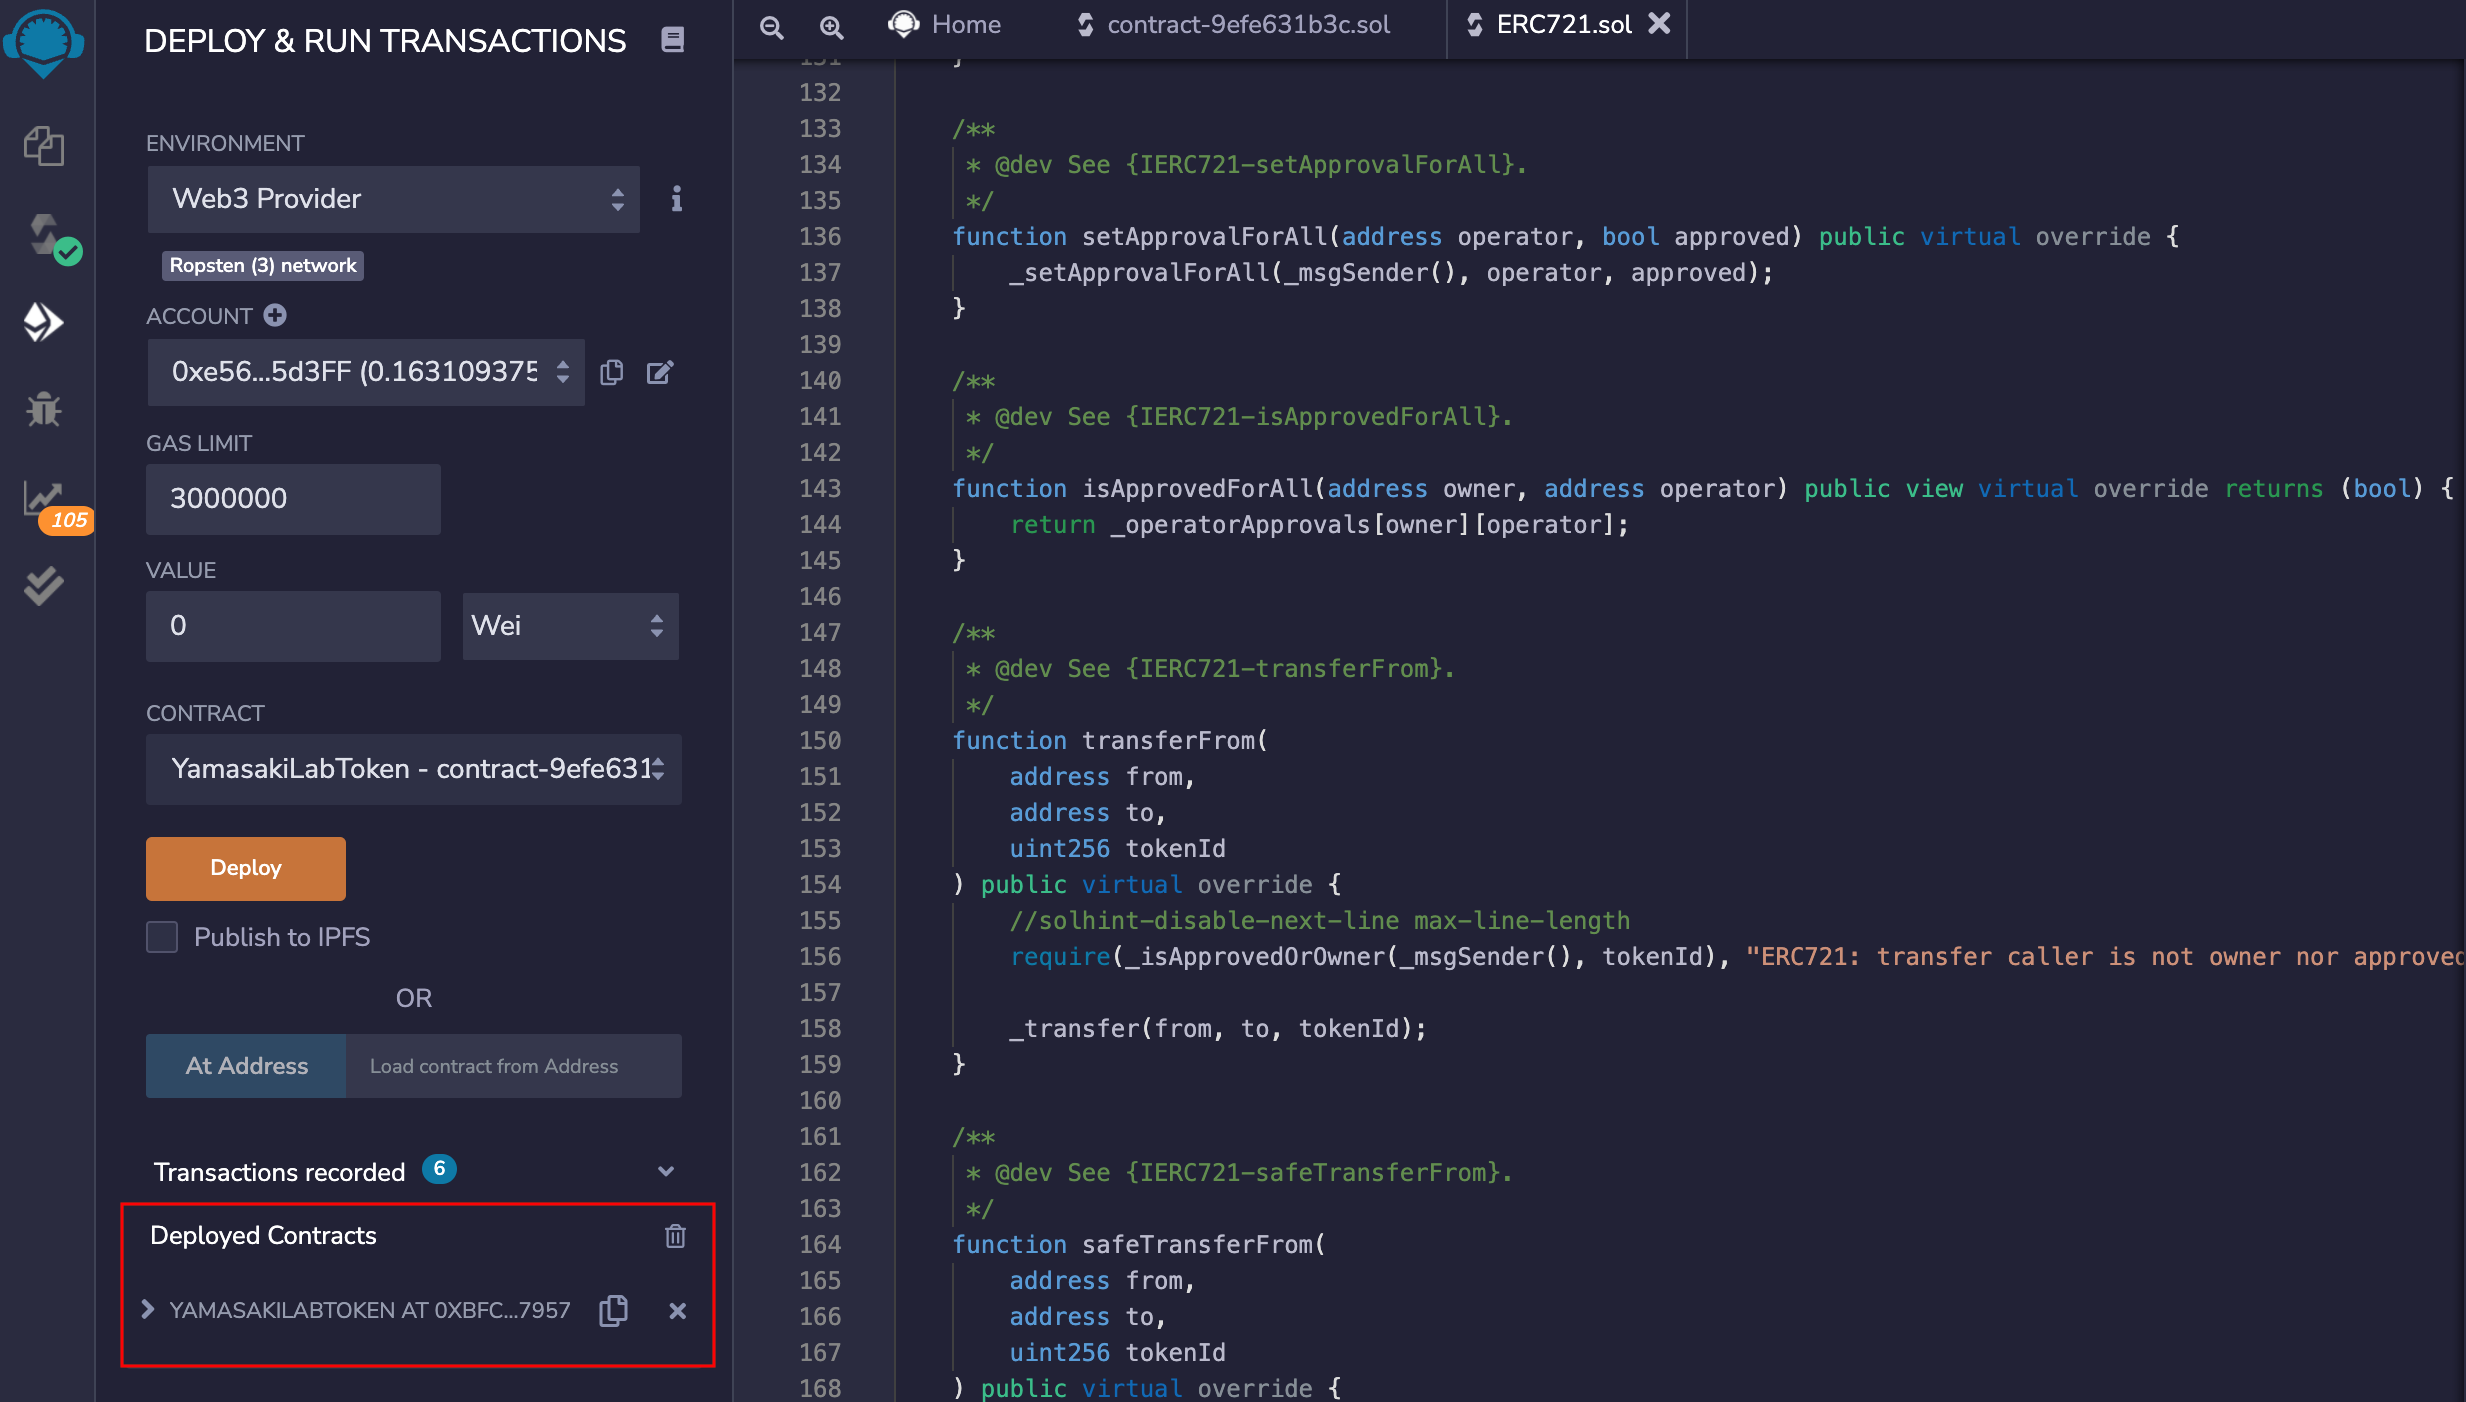 DEPLOY & RUN TRANSACTIONS
ENVIRONMENT
Web3 Provider
Ropsten (3) network
ACCOUNT
0xe56...5d3FF (0.163109375
GAS LIMIT
3000000
105
VALUE
0
Wei
CONTRACT
YamasakiLabToken - contract-9efe631
Deploy
Publish to IPFS
OR
At Address
Load contract from Address
Transactions recorded 6
Deployed Contracts
YAMASAKILABTOKEN AT 0XBFC...7957
Home
contract-9efe631b3c.sol
ERC721.sol
131 }
132
133 /**
134 * @dev See {IERC721-setApprovalForAll}.
135 */
136 function setApprovalForAll(address operator, bool approved) public virtual override {
137 _setApprovalForAll(_msgSender(), operator, approved);
138 }
139
140 /**
141 * @dev See {IERC721-isApprovedForAll}.
142 */
143 function isApprovedForAll(address owner, address operator) public view virtual override returns (bool) {
144 return _operatorApprovals[owner][operator];
145 }
146
147 /**
148 * @dev See {IERC721-transferFrom}.
149 */
150 function transferFrom(
151 address from,
152 address to,
153 uint256 tokenId
154 ) public virtual override {
155 //solhint-disable-next-line max-line-length
156 require(_isApprovedOrOwner(_msgSender(), tokenId), "ERC721: transfer caller is not owner nor approved
157
158 _transfer(from, to, tokenId);
159 }
160
161 /**
162 * @dev See {IERC721-safeTransferFrom}.
163 */
164 function safeTransferFrom(
165 address from,
166 address to,
167 uint256 tokenId
168 ) public virtual override {